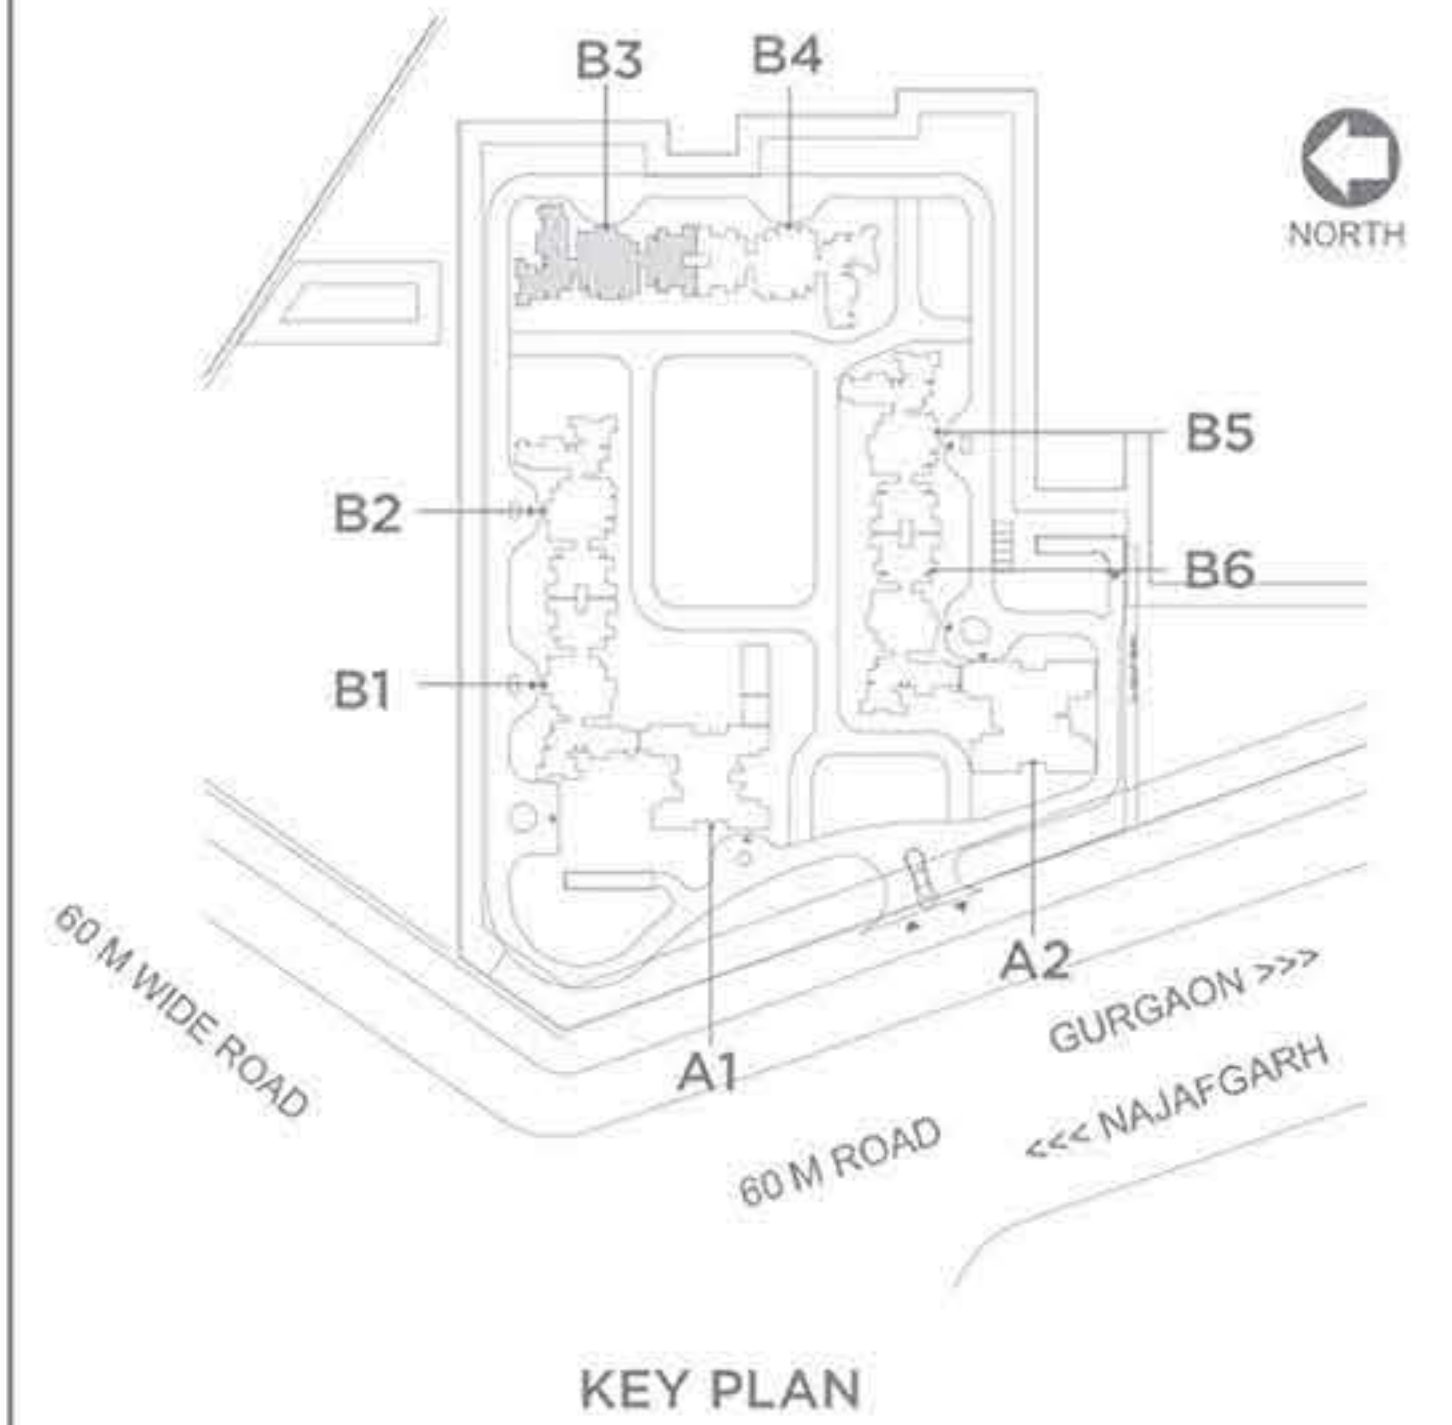 B3
B4
NORTH
B5
B2
B6
B1
A2
GURGAON >>>
A1
<<< NAJAFGARH
60 M WIDE ROAD
60 M ROAD
KEY PLAN